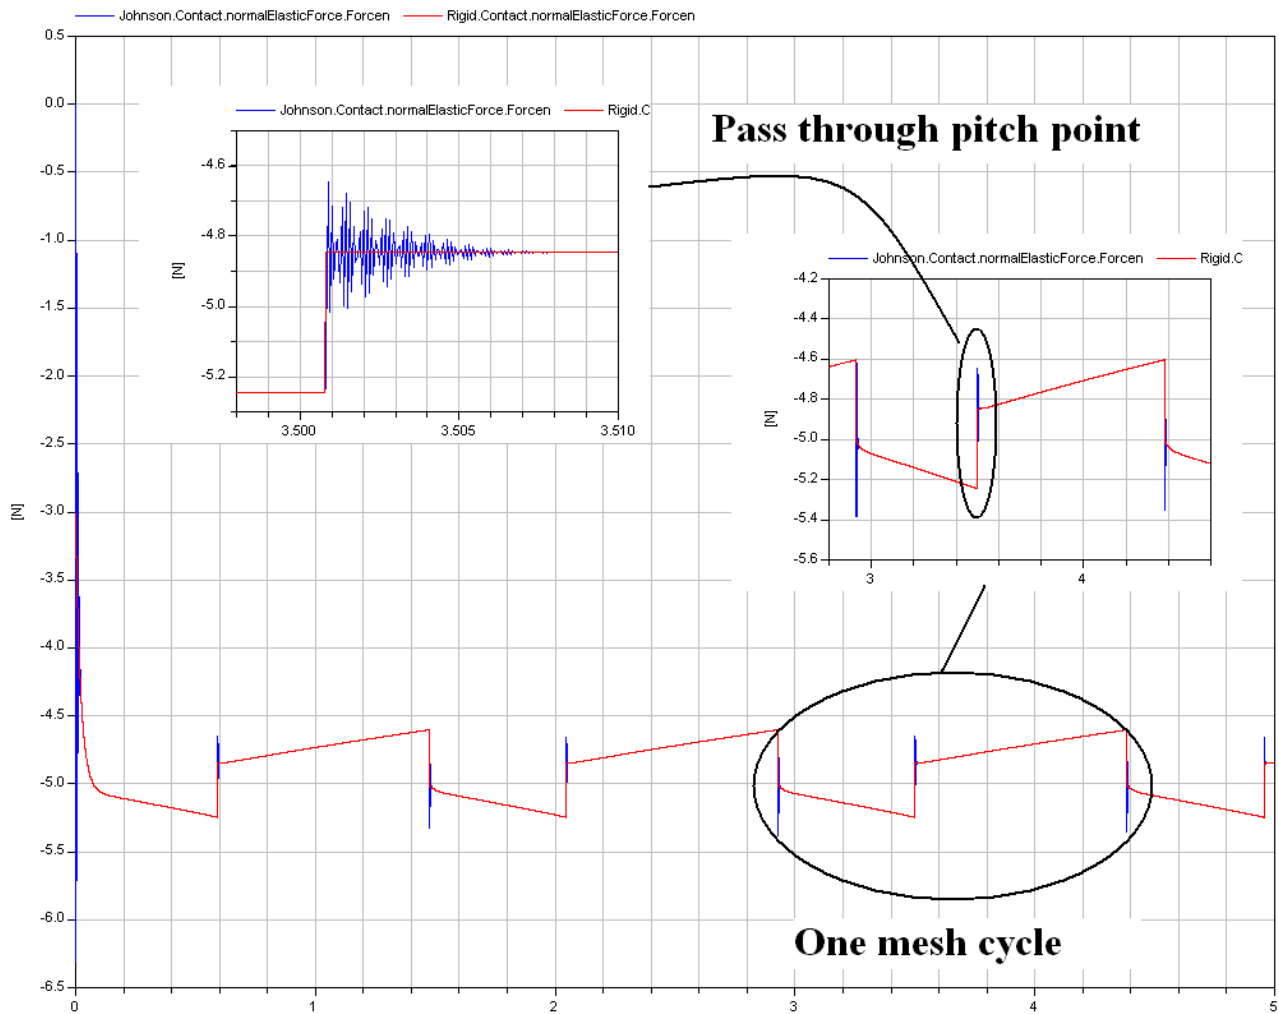 Johnson.Contact.normalElasticForce.Forcen Rigid.Contact.normalElasticForce.Forcen
0.5
0.0
-0.5
-1.0
-1.5
-2.0
-2.5
-3.0
-3.5
-4.0
-4.5
-5.0
-5.5
-6.0
-6.5
[N]
0 1 2 3 4 5
Johnson.Contact.normalElasticForce.Forcen Rigid.C
-4.6
-4.8
-5.0
-5.2
[N]
3.500 3.505 3.510
Pass through pitch point
Johnson.Contact.normalElasticForce.Forcen Rigid.C
-4.2
-4.4
-4.6
-4.8
-5.0
-5.2
-5.4
-5.6
[N]
3 4
One mesh cycle